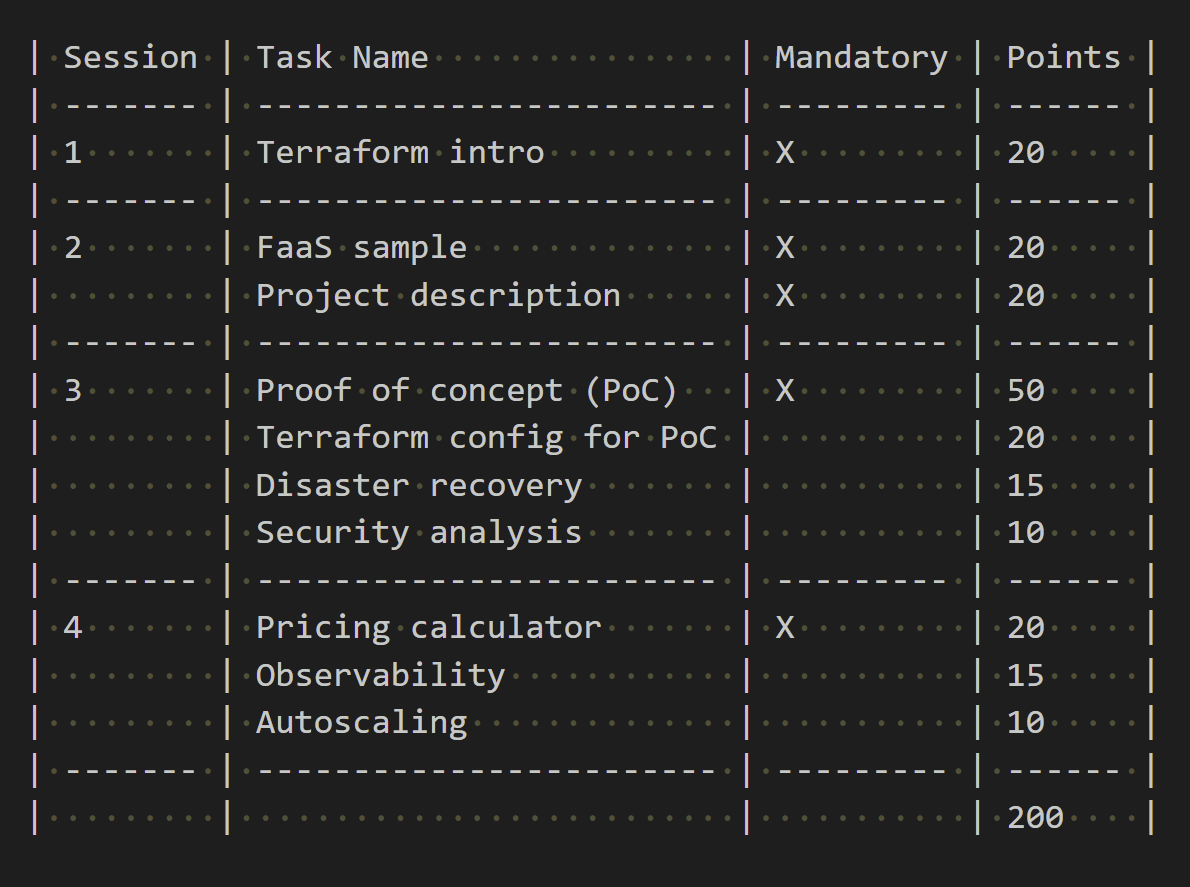 | Session | Task Name                | Mandatory | Points |
| ------- | ------------------------ | --------- | ------ |
| 1       | Terraform intro          | X         | 20     |
| ------- | ------------------------ | --------- | ------ |
| 2       | FaaS sample              | X         | 20     |
|         | Project description      | X         | 20     |
| ------- | ------------------------ | --------- | ------ |
| 3       | Proof of concept (PoC)   | X         | 50     |
|         | Terraform config for PoC |           | 20     |
|         | Disaster recovery        |           | 15     |
|         | Security analysis        |           | 10     |
| ------- | ------------------------ | --------- | ------ |
| 4       | Pricing calculator       | X         | 20     |
|         | Observability            |           | 15     |
|         | Autoscaling              |           | 10     |
| ------- | ------------------------ | --------- | ------ |
|         |                          |           | 200    |